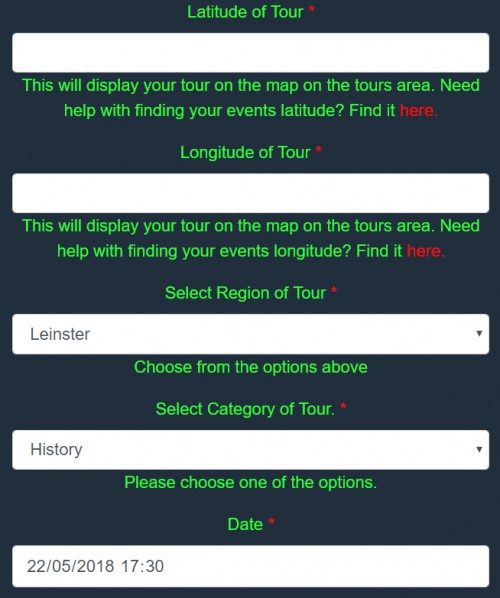 Latitude of Tour *
This will display your tour on the map on the tours area. Need
help with finding your events latitude? Find it here.
Longitude of Tour *
This will display your tour on the map on the tours area. Need
help with finding your events longitude? Find it here.
Select Region of Tour *
Leinster
Choose from the options above
Select Category of Tour. *
History
Please choose one of the options.
Date *
22/05/2018 17:30